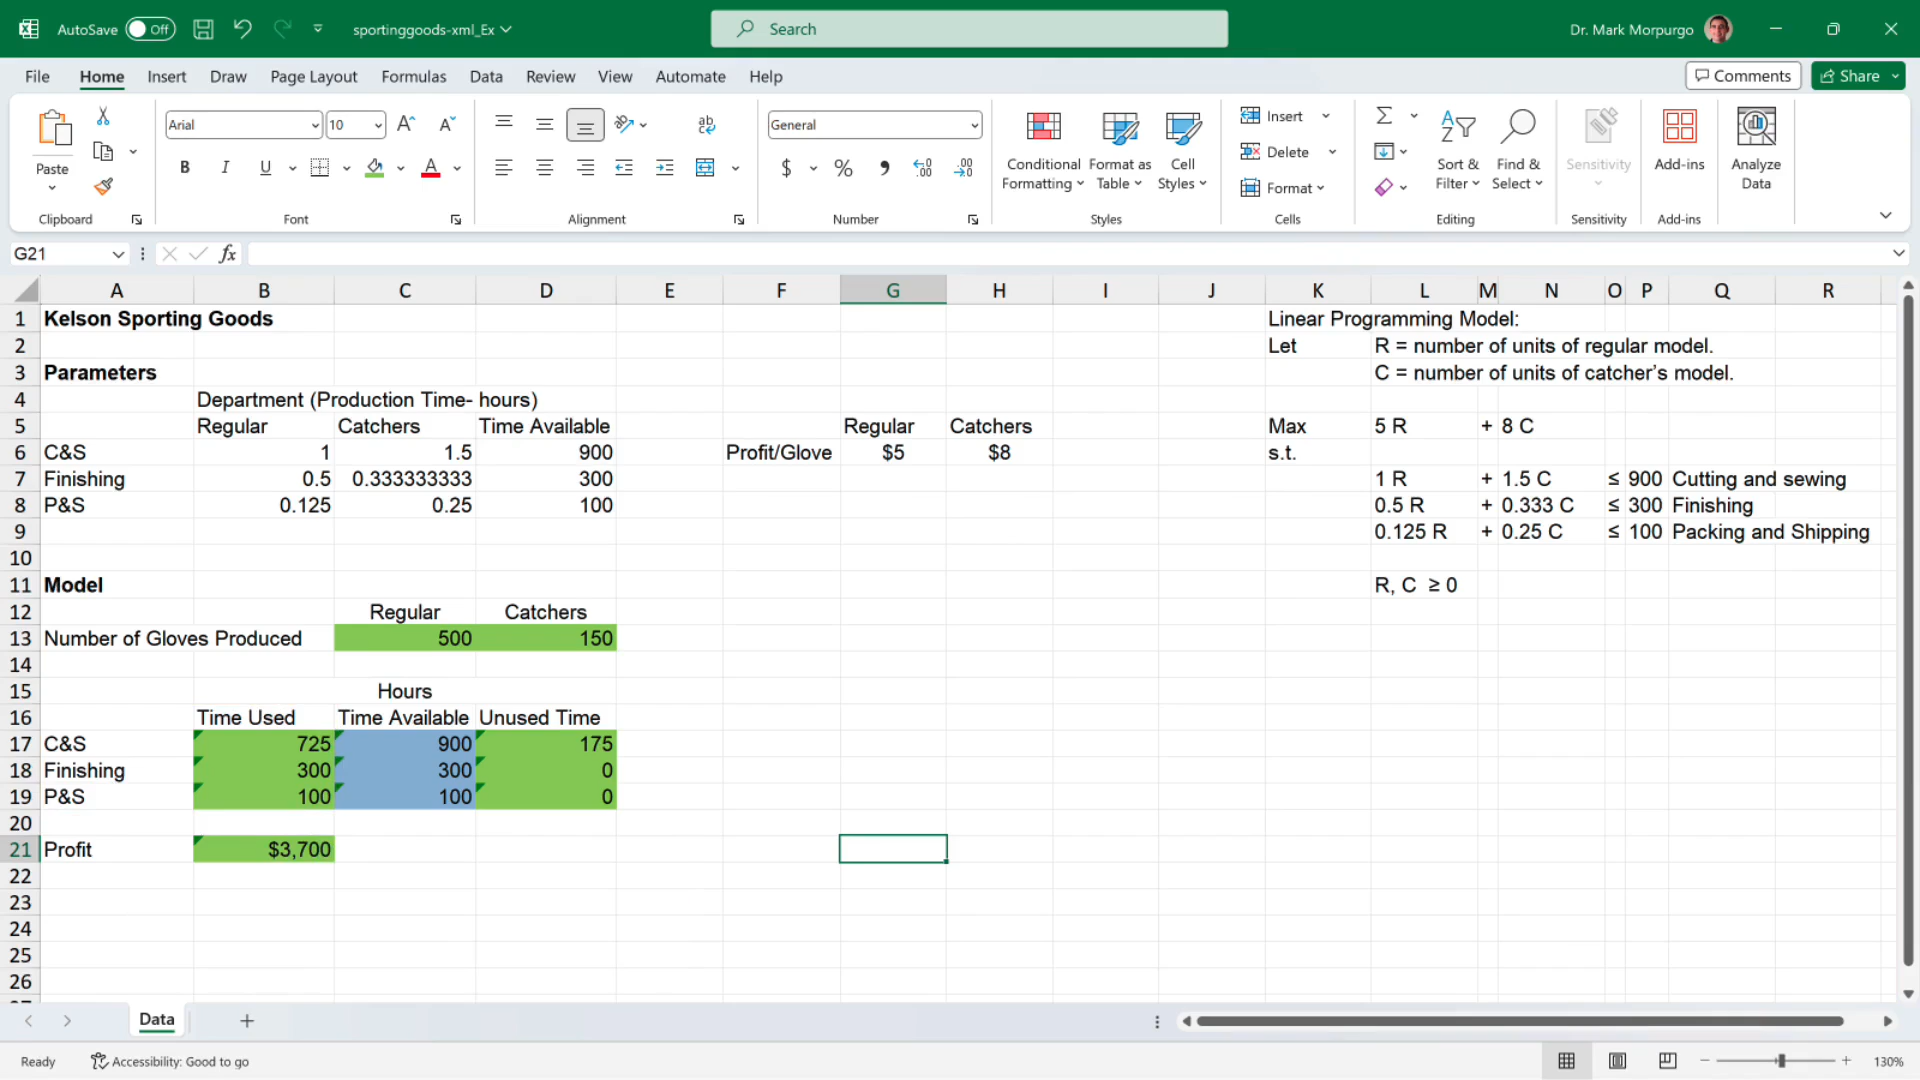 AutoSave Off sportinggoods-xml_Ex Search Dr. Mark Morpurgo
File Home Insert Draw Page Layout Formulas Data Review View Automate Help Comments Share
Arial 10 General Insert
Paste B I U $ % Conditional Formatting Format as Table Cell Styles Delete Format Sort & Filter Find & Select Sensitivity Add-ins Analyze Data
Clipboard Font Alignment Number Styles Cells Editing Sensitivity Add-ins
G21 fx
A B C D E F G H I J K L M N O P Q R
1 Kelson Sporting Goods Linear Programming Model:
2 Let R = number of units of regular model.
3 Parameters C = number of units of catcher’s model.
4 Department (Production Time- hours)
5 Regular Catchers Time Available Regular Catchers Max 5 R + 8 C
6 C&S 1 1.5 900 Profit/Glove $5 $8 s.t.
7 Finishing 0.5 0.333333333 300 1 R + 1.5 C ≤ 900 Cutting and sewing
8 P&S 0.125 0.25 100 0.5 R + 0.333 C ≤ 300 Finishing
9 0.125 R + 0.25 C ≤ 100 Packing and Shipping
10
11 Model R, C ≥ 0
12 Regular Catchers
13 Number of Gloves Produced 500 150
14
15 Hours
16 Time Used Time Available Unused Time
17 C&S 725 900 175
18 Finishing 300 300 0
19 P&S 100 100 0
20
21 Profit $3,700
22
23
24
25
26
Data
Ready Accessibility: Good to go 130%